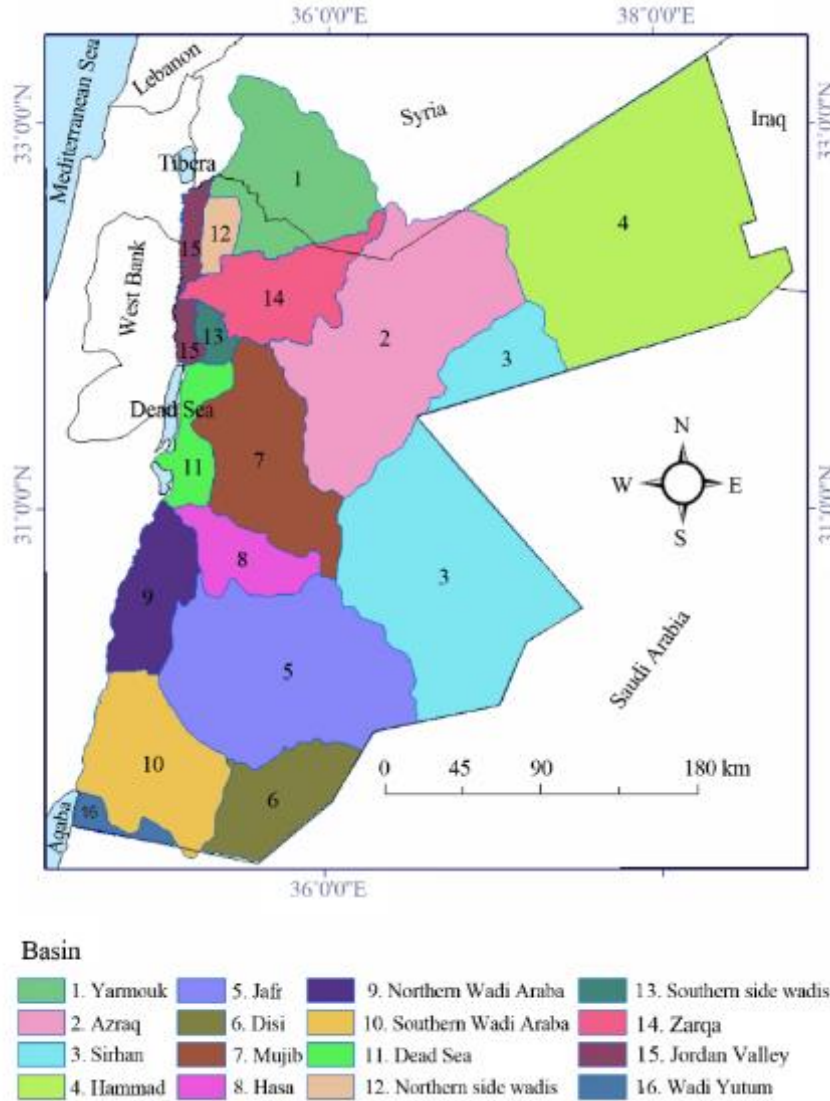 36°0'0"E 38°0'0"E
33°0'0"N
33°0'0"N
Mediterranean Sea
Lebanon
Syria
Iraq
Tibera
1
4
12
15
West Bank
14
2
13
15
3
Dead Sea
7
11
N
W E
S
31°0'0"N
31°0'0"N
8
3
9
Saudi Arabia
5
10
0 45 90 180 km
6
16
Aqaba
36°0'0"E
Basin
1. Yarmouk 5. Jafr 9. Northern Wadi Araba 13. Southern side wadis
2. Azraq 6. Disi 10. Southern Wadi Araba 14. Zarqa
3. Sirhan 7. Mujib 11. Dead Sea 15. Jordan Valley
4. Hammad 8. Hasa 12. Northern side wadis 16. Wadi Yutum